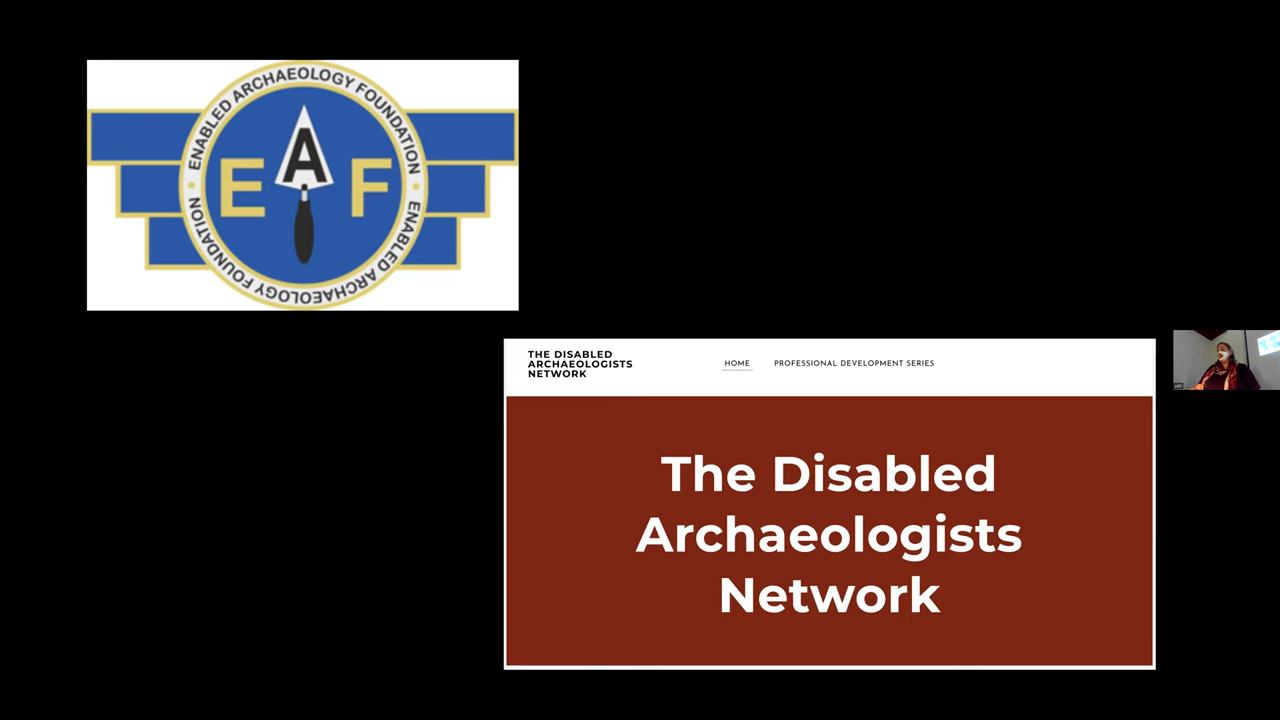 ENABLED ARCHAEOLOGY FOUNDATION
E A F
ENABLED ARCHAEOLOGY FOUNDATION
THE DISABLED
ARCHAEOLOGISTS
NETWORK
HOME PROFESSIONAL DEVELOPMENT SERIES
The Disabled
Archaeologists
Network